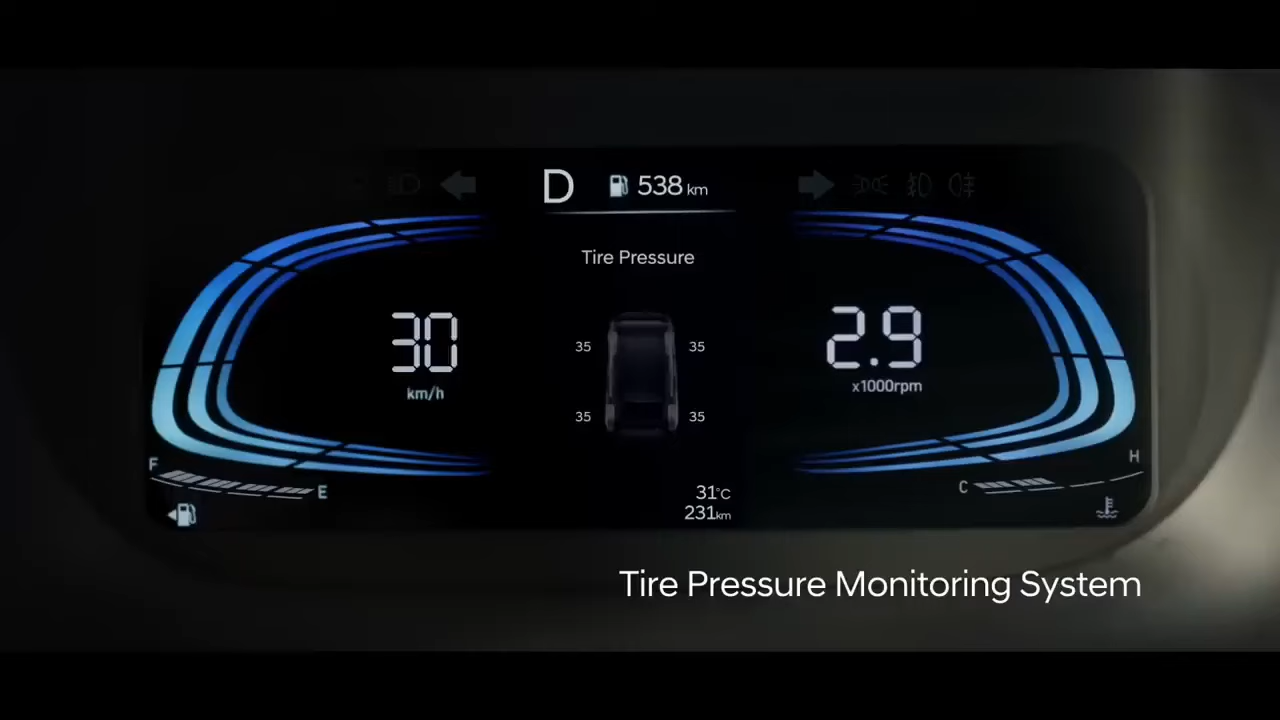 D 538 km
Tire Pressure
30
km/h
35 35
35 35
2.9
x1000rpm
F
E
C
H
31°C
231km
Tire Pressure Monitoring System